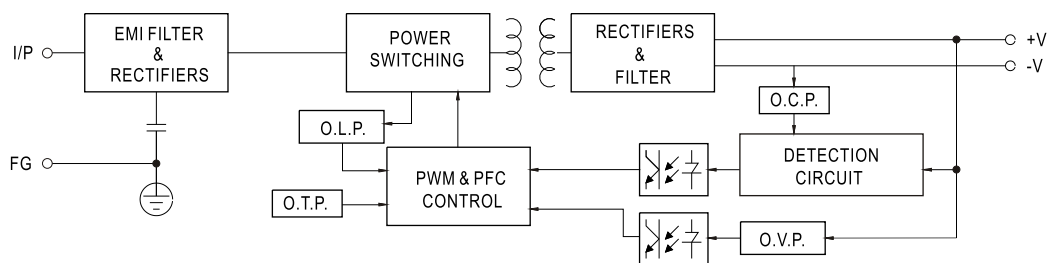 I/P
EMI FILTER
&
RECTIFIERS
POWER
SWITCHING
RECTIFIERS
&
FILTER
+V
-V
O.C.P.
O.L.P.
FG
PWM & PFC
CONTROL
DETECTION
CIRCUIT
O.T.P.
O.V.P.